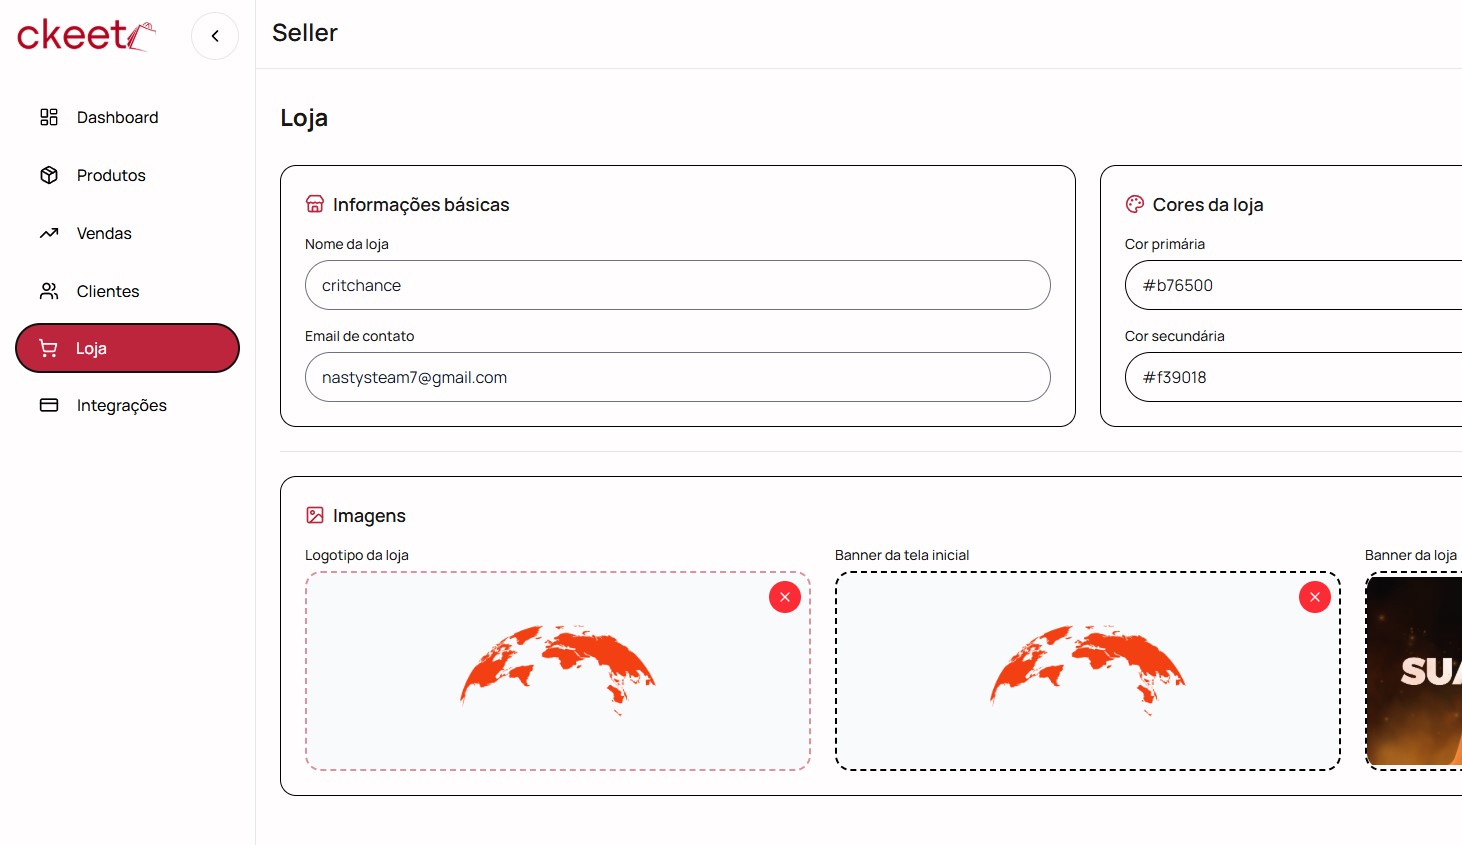 ckeet
Seller
Dashboard
Produtos
Vendas
Clientes
Loja
Integrações
Loja
Informações básicas
Nome da loja
critchance
Email de contato
nastysteam7@gmail.com
Cores da loja
Cor primária
#b76500
Cor secundária
#f39018
Imagens
Logotipo da loja
Banner da tela inicial
Banner da loja